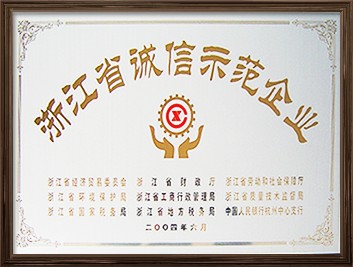 浙江省诚信示范企业
浙江省经济贸易委员会 浙江省财政厅 浙江省劳动和社会保障厅
浙江省环境保护局 浙江省工商行政管理局 浙江省质量技术监督局
浙江省国家税务局 浙江省地方税务局 中国人民银行杭州中心支行
二〇〇四年六月